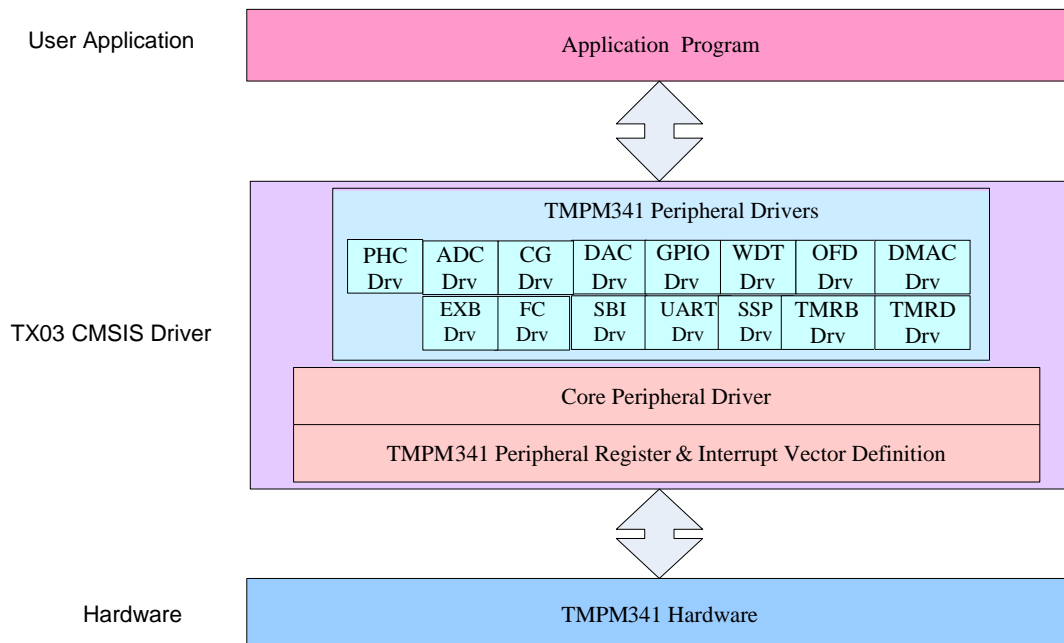 User Application
Application Program
TX03 CMSIS Driver
TMPM341 Peripheral Drivers
PHC Drv
ADC Drv
CG Drv
DAC Drv
GPIO Drv
WDT Drv
OFD Drv
DMAC Drv
EXB Drv
FC Drv
SBI Drv
UART Drv
SSP Drv
TMRB Drv
TMRD Drv
Core Peripheral Driver
TMPM341 Peripheral Register & Interrupt Vector Definition
Hardware
TMPM341 Hardware